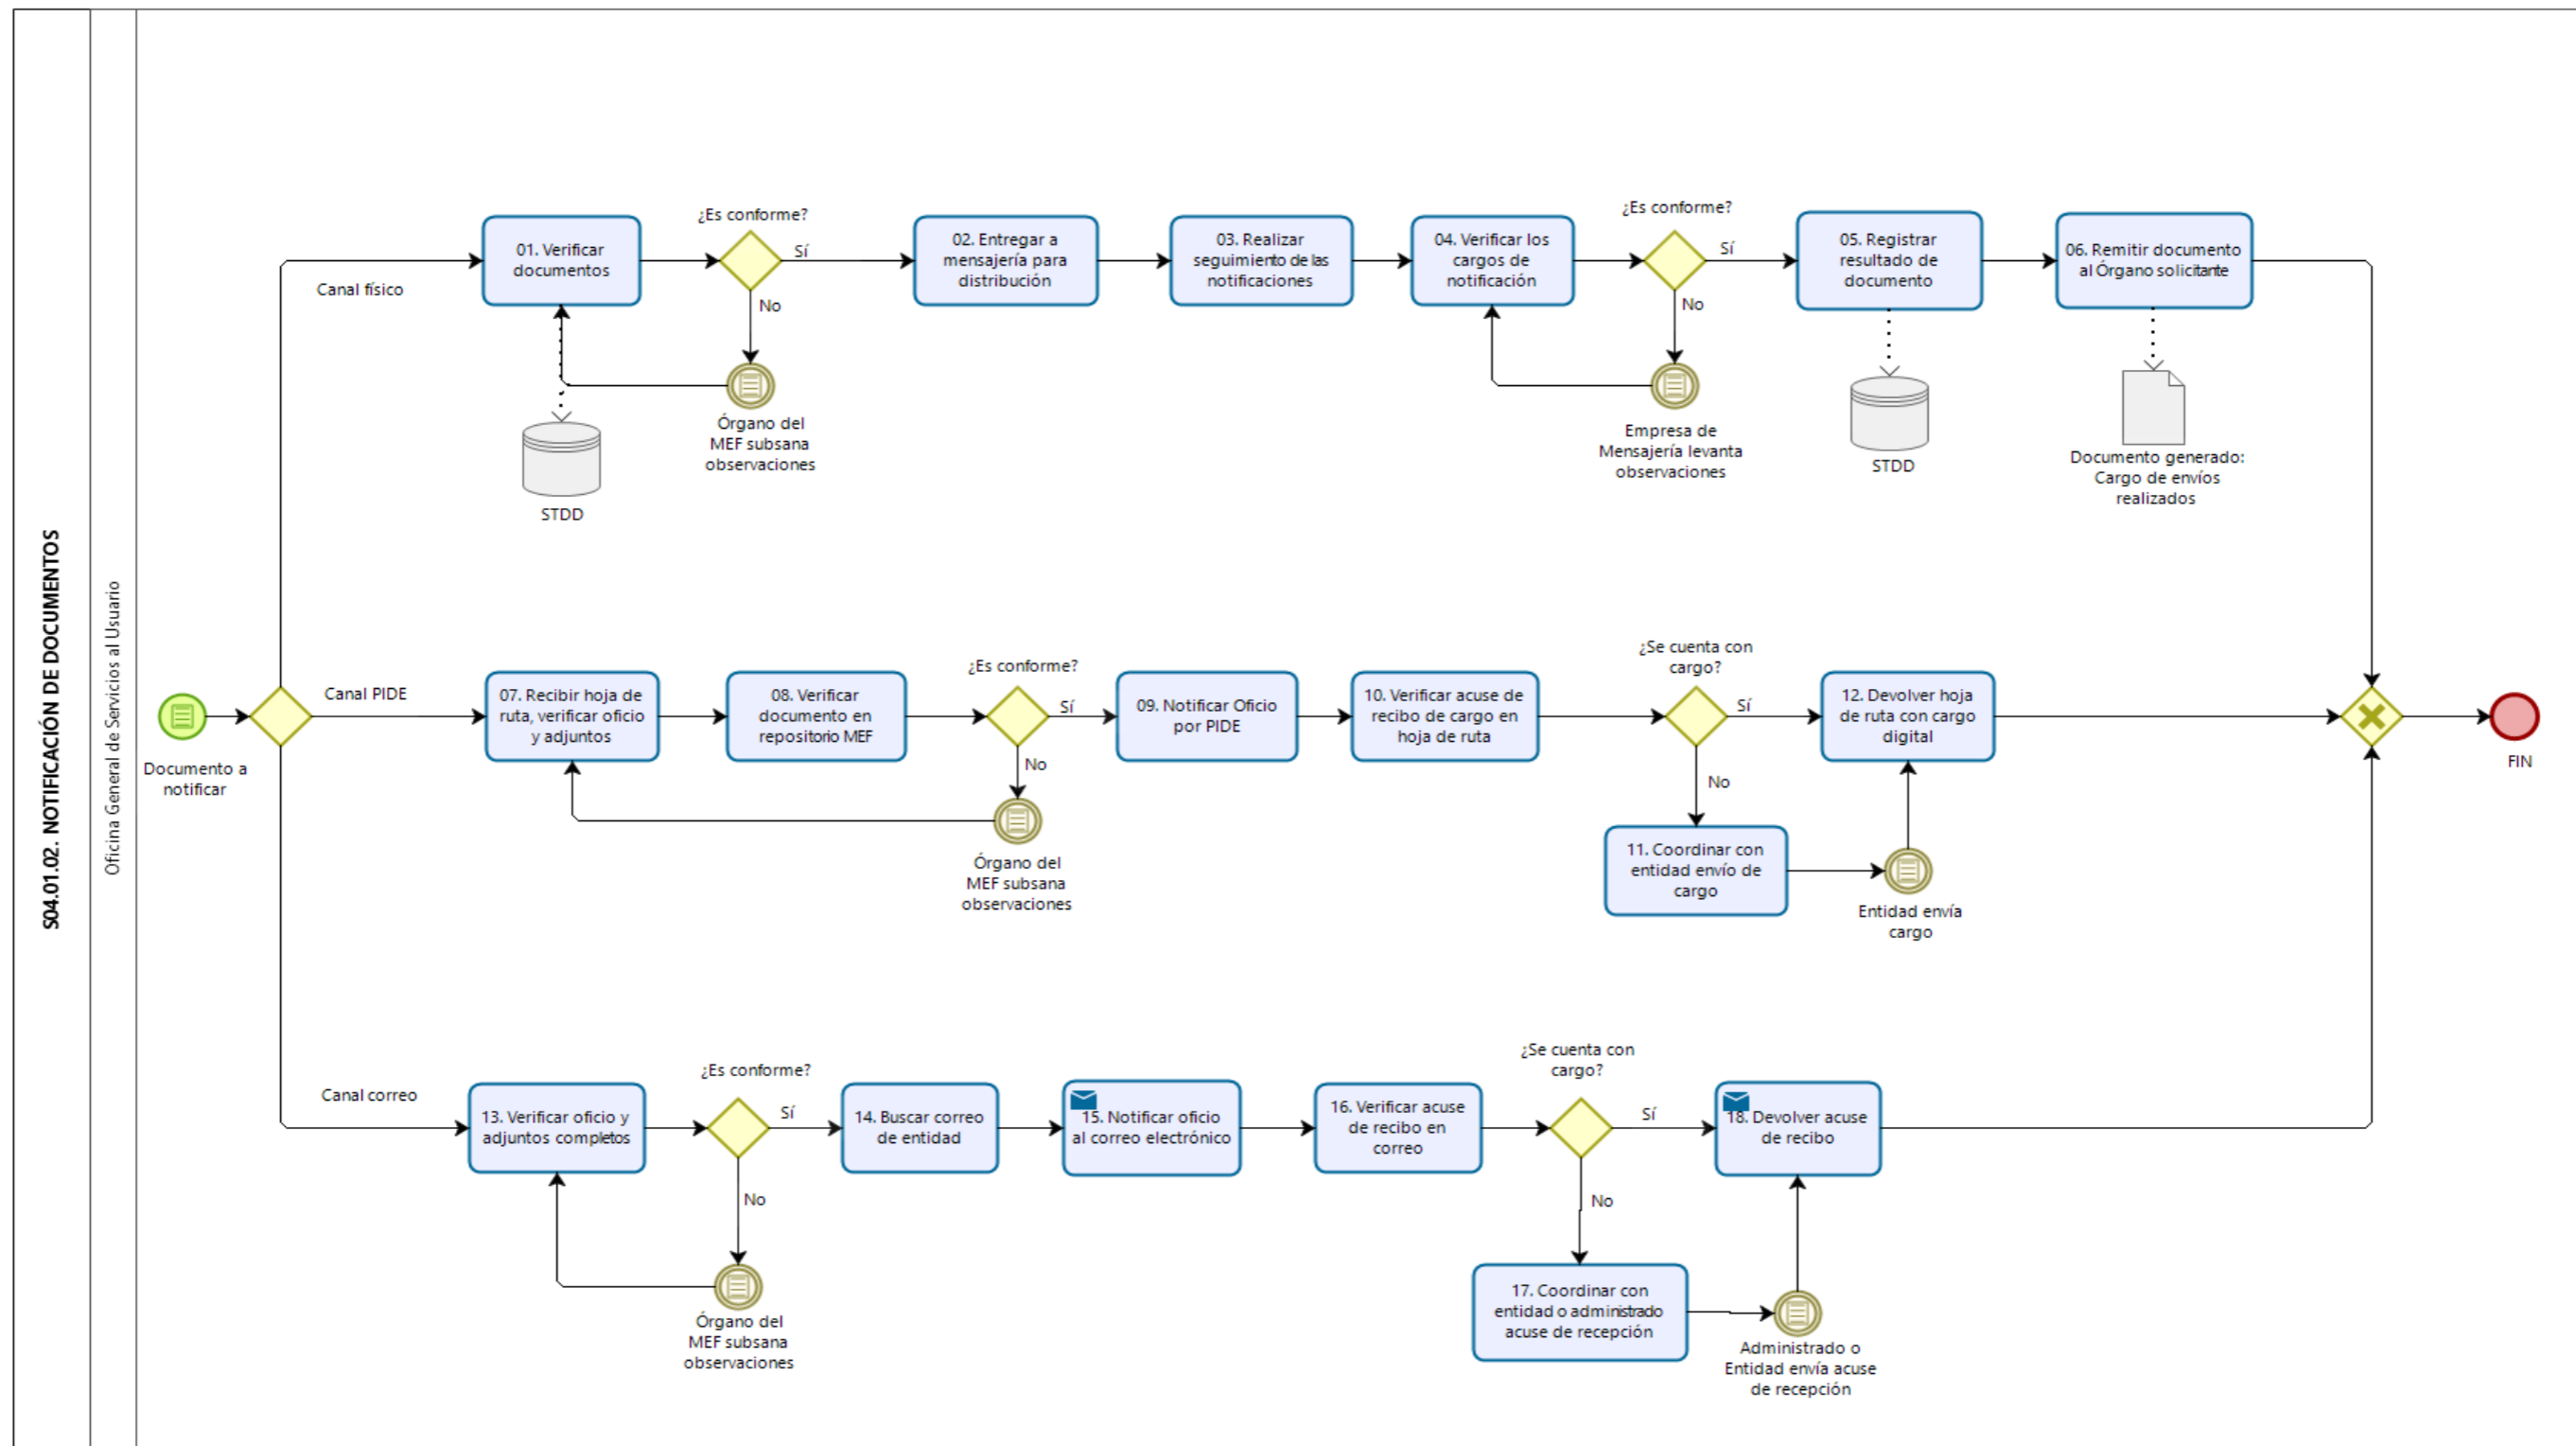 S04.01.02. NOTIFICACIÓN DE DOCUMENTOS
Oficina General de Servicios al Usuario
Documento a
notificar
Canal físico
01. Verificar
documentos
STDD
¿Es conforme?
Sí
No
Órgano del
MEF subsana
observaciones
02. Entregar a
mensajería para
distribución
03. Realizar
seguimiento de las
notificaciones
04. Verificar los
cargos de
notificación
¿Es conforme?
Sí
No
Empresa de
Mensajería levanta
observaciones
05. Registrar
resultado de
documento
STDD
06. Remitir documento
al Órgano solicitante
Documento generado:
Cargo de envíos
realizados
Canal PIDE
07. Recibir hoja de
ruta, verificar oficio
y adjuntos
08. Verificar
documento en
repositorio MEF
¿Es conforme?
Sí
No
Órgano del
MEF subsana
observaciones
09. Notificar Oficio
por PIDE
10. Verificar acuse de
recibo de cargo en
hoja de ruta
¿Se cuenta con
cargo?
Sí
No
11. Coordinar con
entidad envío de
cargo
Entidad envía
cargo
12. Devolver hoja
de ruta con cargo
digital
FIN
Canal correo
13. Verificar oficio y
adjuntos completos
¿Es conforme?
Sí
No
Órgano del
MEF subsana
observaciones
14. Buscar correo
de entidad
15. Notificar oficio
al correo electrónico
16. Verificar acuse
de recibo en
correo
¿Se cuenta con
cargo?
Sí
No
17. Coordinar con
entidad o administrado
acuse de recepción
Administrado o
Entidad envía acuse
de recepción
18. Devolver acuse
de recibo